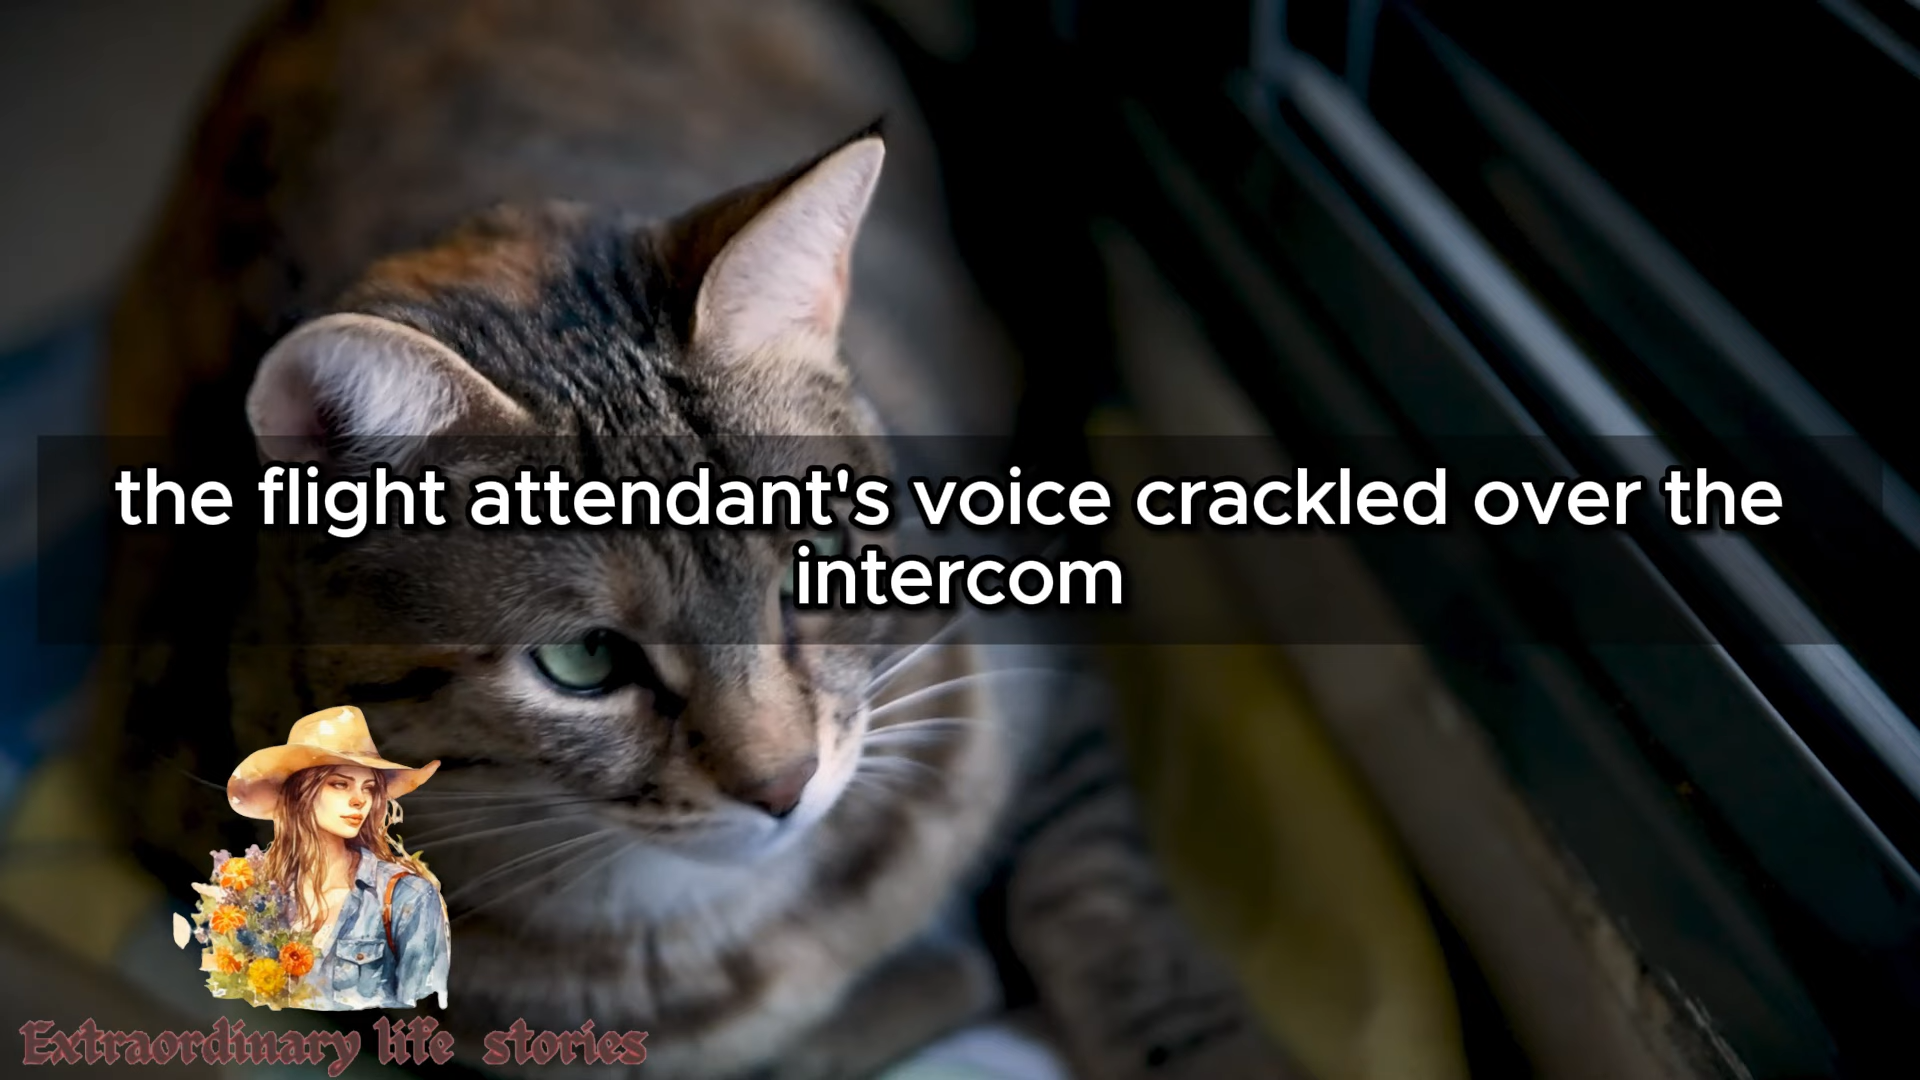 the flight attendant's voice crackled over the
intercom
Extraordinary life stories